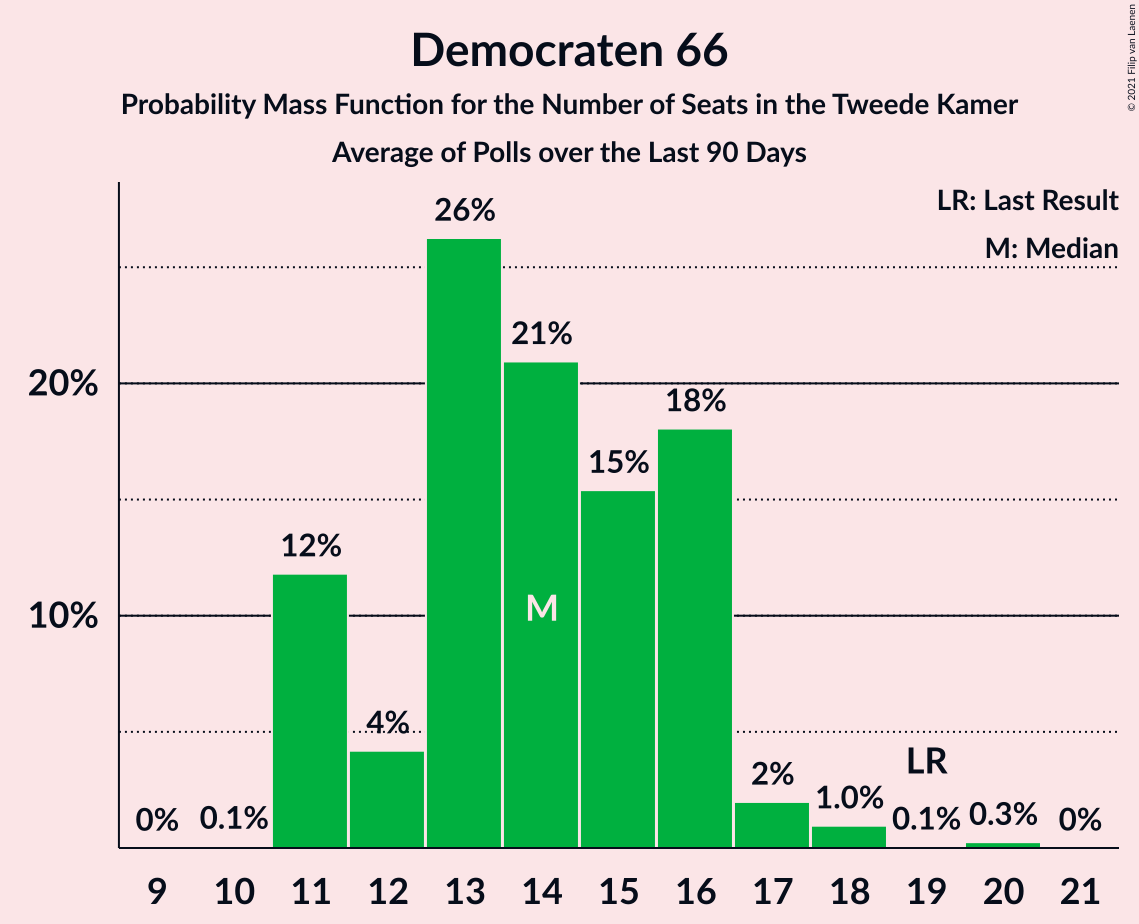 Democraten 66
Probability Mass Function for the Number of Seats in the Tweede Kamer
Average of Polls over the Last 90 Days
© 2021 Filip van Laenen
LR: Last Result
M: Median
26%
21%
20%
18%
15%
12%
10%
M
4%
LR
2%
1.0%
0% 0.1% 0.1% 0.3% 0%
9 10 11 12 13 14 15 16 17 18 19 20 21